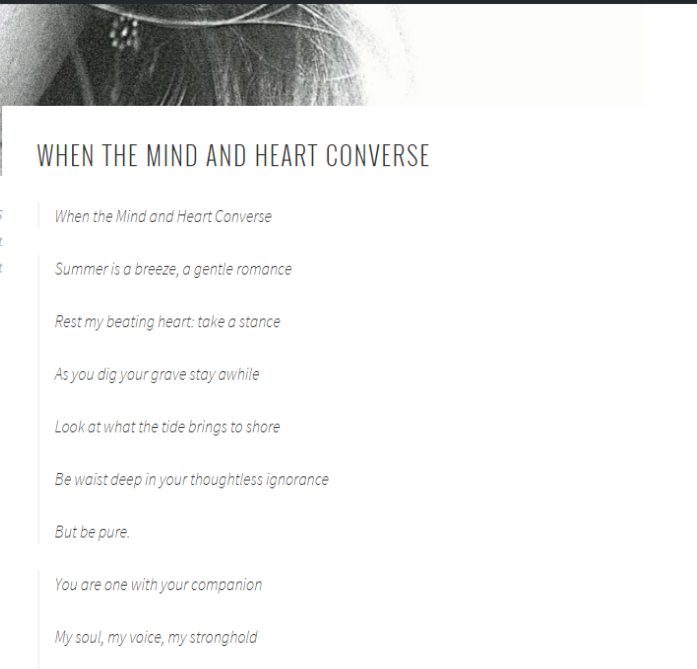 WHEN THE MIND AND HEART CONVERSE
When the Mind and Heart Converse
Summer is a breeze, a gentle romance
Rest my beating heart: take a stance
As you dig your grave stay awhile
Look at what the tide brings to shore
Be waist deep in your thoughtless ignorance
But be pure.
You are one with your companion
My soul, my voice, my stronghold